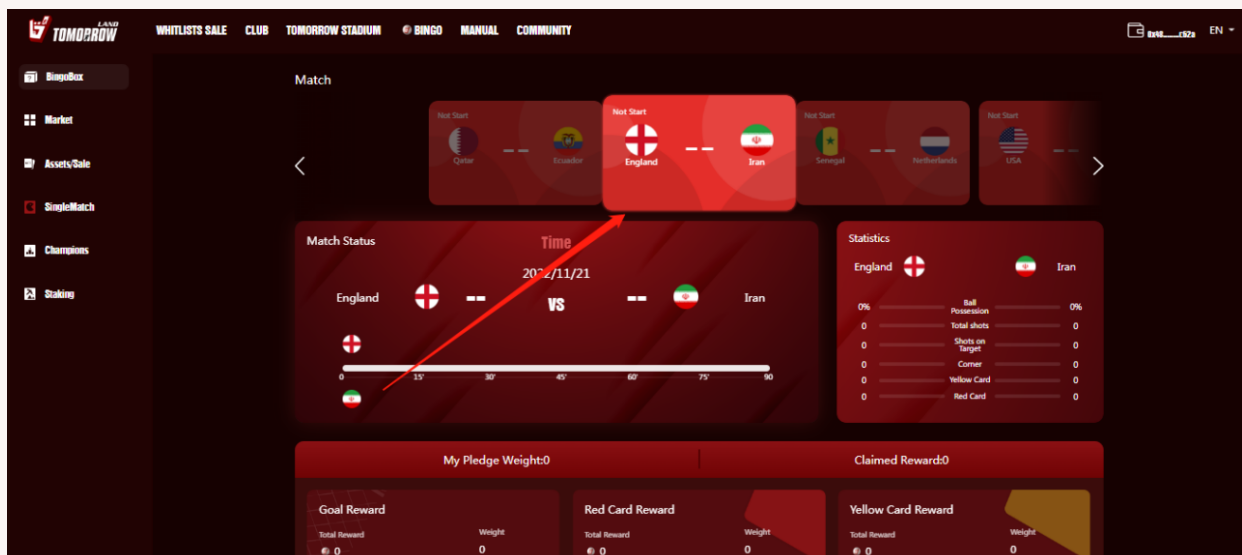 LAND
TOMORROW
WHITLISTS SALE CLUB TOMORROW STADIUM BINGO MANUAL COMMUNITY
EN
BingoBox
Market
Assets/Sale
SingleMatch
Champions
Staking
Match
Not Start
Qatar -- Ecuador
Not Start
England -- Iran
Not Start
Senegal -- Netherlands
Not Start
USA --
Match Status
Time
2022/11/21
England -- VS -- Iran
0 15' 30' 45' 60' 75' 90
Statistics
England Iran
0% Ball Possession 0%
0 Total shots 0
0 Shots on Target 0
0 Corner 0
0 Yellow Card 0
0 Red Card 0
My Pledge Weight:0
Claimed Reward:0
Goal Reward
Total Reward Weight
0 0
Red Card Reward
Total Reward Weight
0 0
Yellow Card Reward
Total Reward Weight
0 0